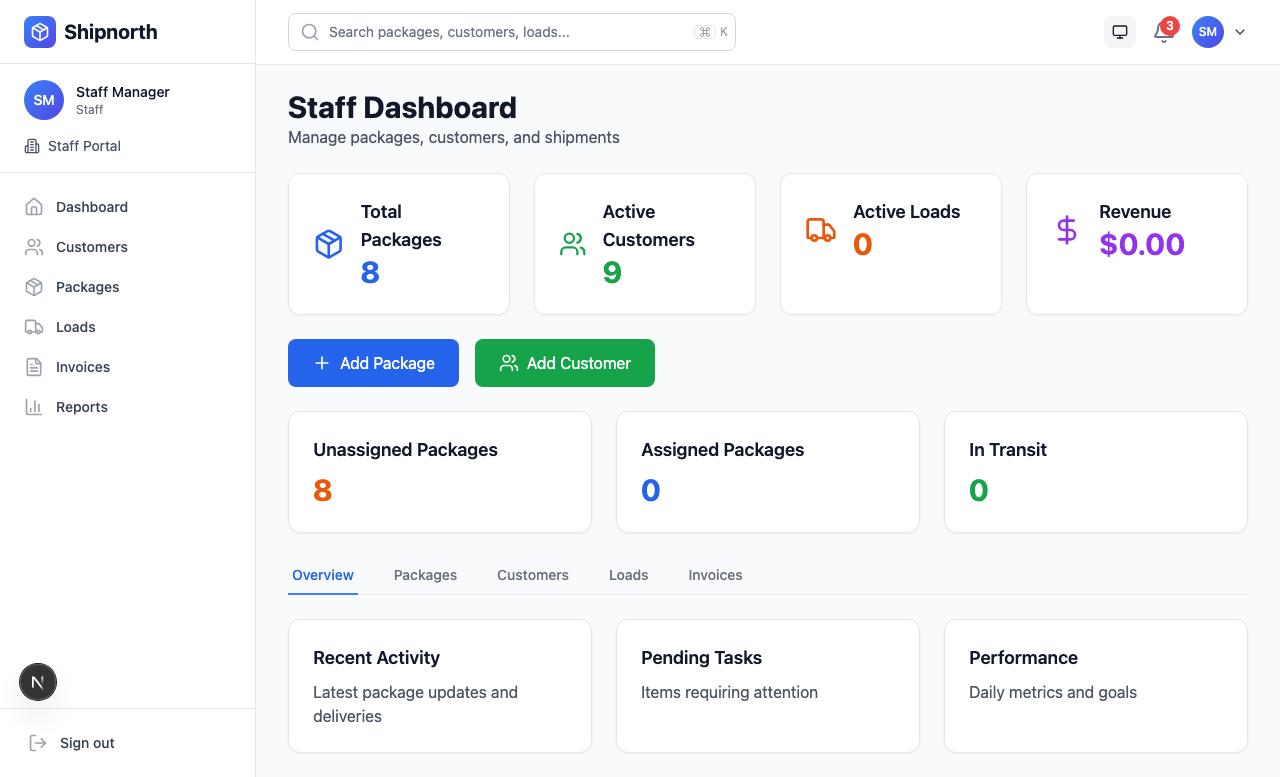 Shipnorth
Search packages, customers, loads...
⌘ K
3
SM
SM
Staff Manager
Staff
Staff Portal
Dashboard
Customers
Packages
Loads
Invoices
Reports
N
Sign out
Staff Dashboard
Manage packages, customers, and shipments
Total
Packages
8
Active
Customers
9
Active Loads
0
Revenue
$0.00
Add Package
Add Customer
Unassigned Packages
8
Assigned Packages
0
In Transit
0
Overview
Packages
Customers
Loads
Invoices
Recent Activity
Latest package updates and
deliveries
Pending Tasks
Items requiring attention
Performance
Daily metrics and goals